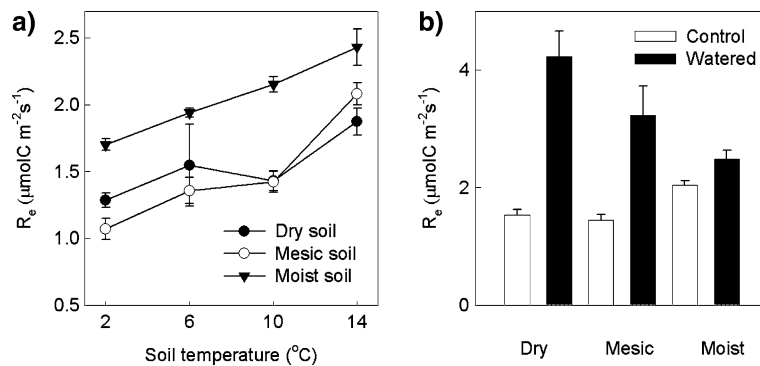 a)
2.5
2.0
1.5
1.0
0.5
Re (µmolC m-2s-1)
Dry soil
Mesic soil
Moist soil
2 6 10 14
Soil temperature (oC)
b)
Control
Watered
4
2
0
Re (µmolC m-2s-1)
Dry Mesic Moist